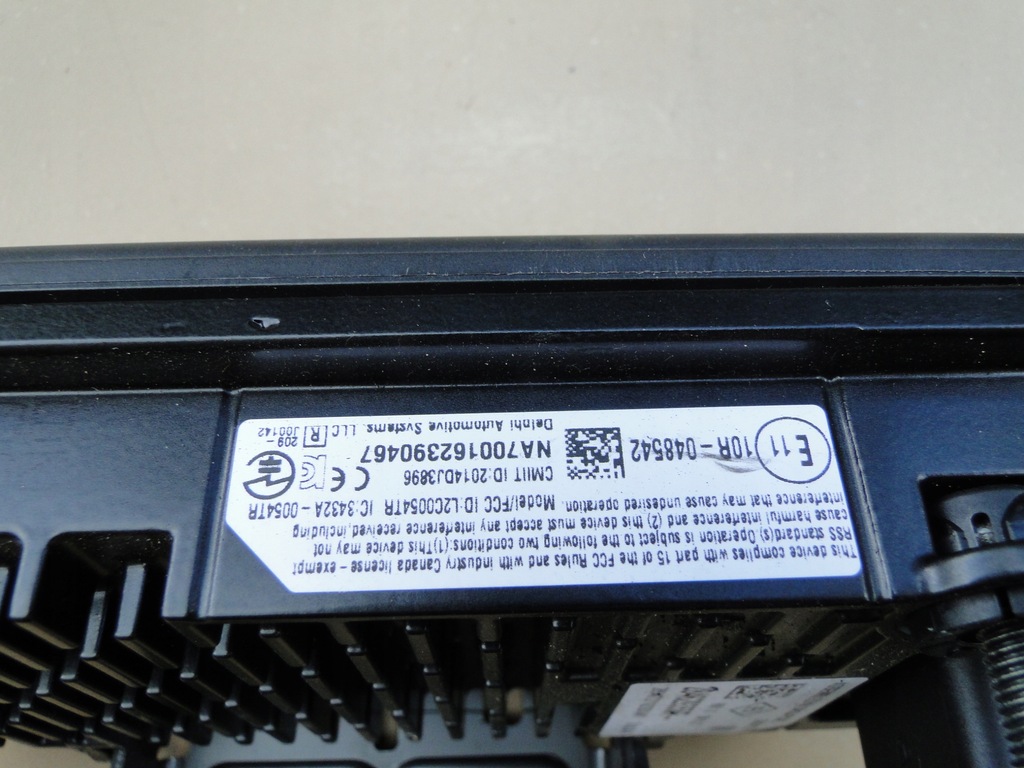 This device complies with part 15 of the FCC Rules and with industry Canada license - exempt
RSS standard(s) Operation is subject to the following two conditions:(1)This device may not
cause harmful interference and (2) this device must accept any interference received, including
interference that may cause undesired operation.
Model/FCC ID:L2C0054TR IC:3432A-0054TR
E11
10R-048542
CMIIT ID:2014DJ3896
CE
NA700162390467
Delphi Automotive Systems, LLC
R
209-
J00142